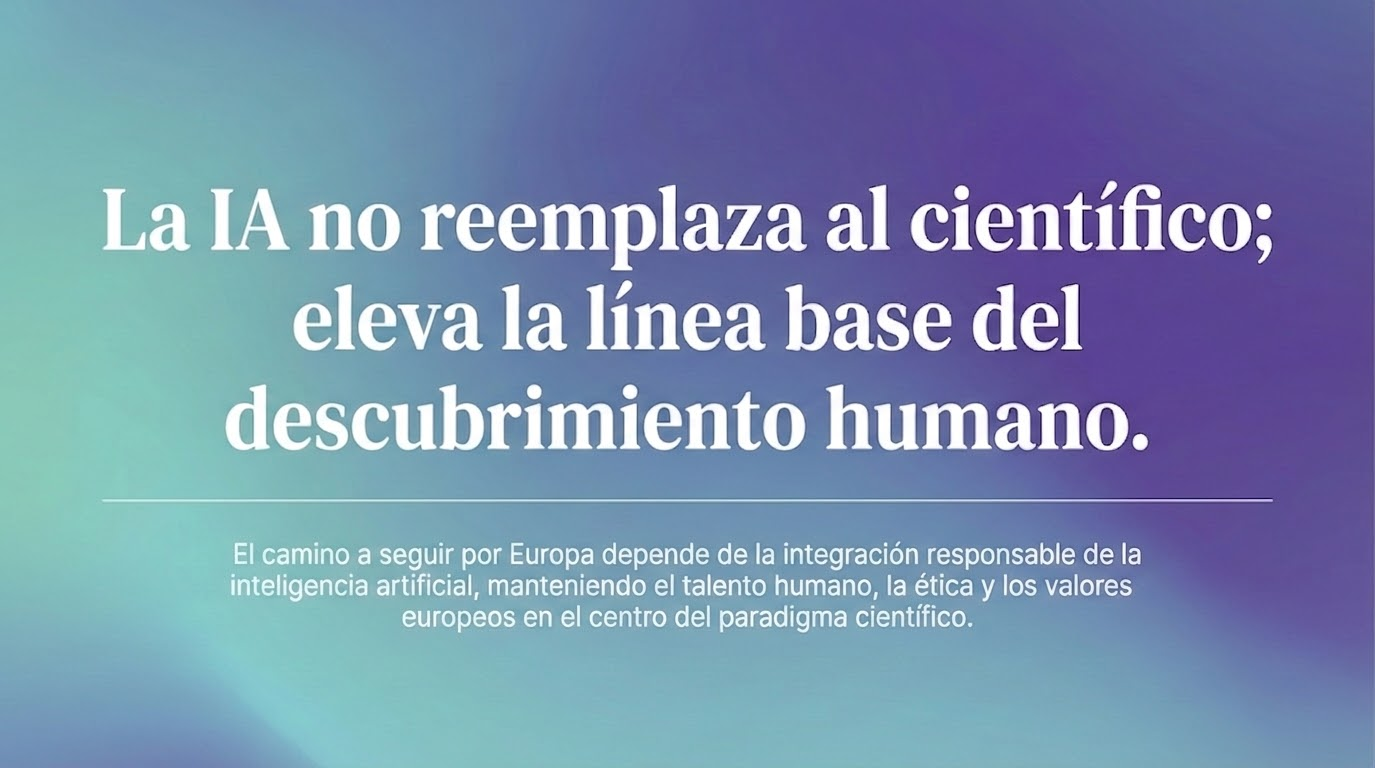 La IA no reemplaza al científico;
eleva la línea base del
descubrimiento humano.
El camino a seguir por Europa depende de la integración responsable de la
inteligencia artificial, manteniendo el talento humano, la ética y los valores
europeos en el centro del paradigma científico.